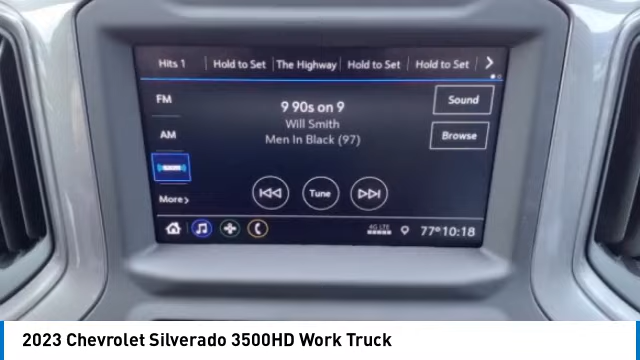 Hits 1 Hold to Set The Highway Hold to Set Hold to Set
FM
9 90s on 9
Sound
Will Smith
AM
Men In Black (97)
Browse
Tune
More
4G LTE
77° 10:18
2023 Chevrolet Silverado 3500HD Work Truck